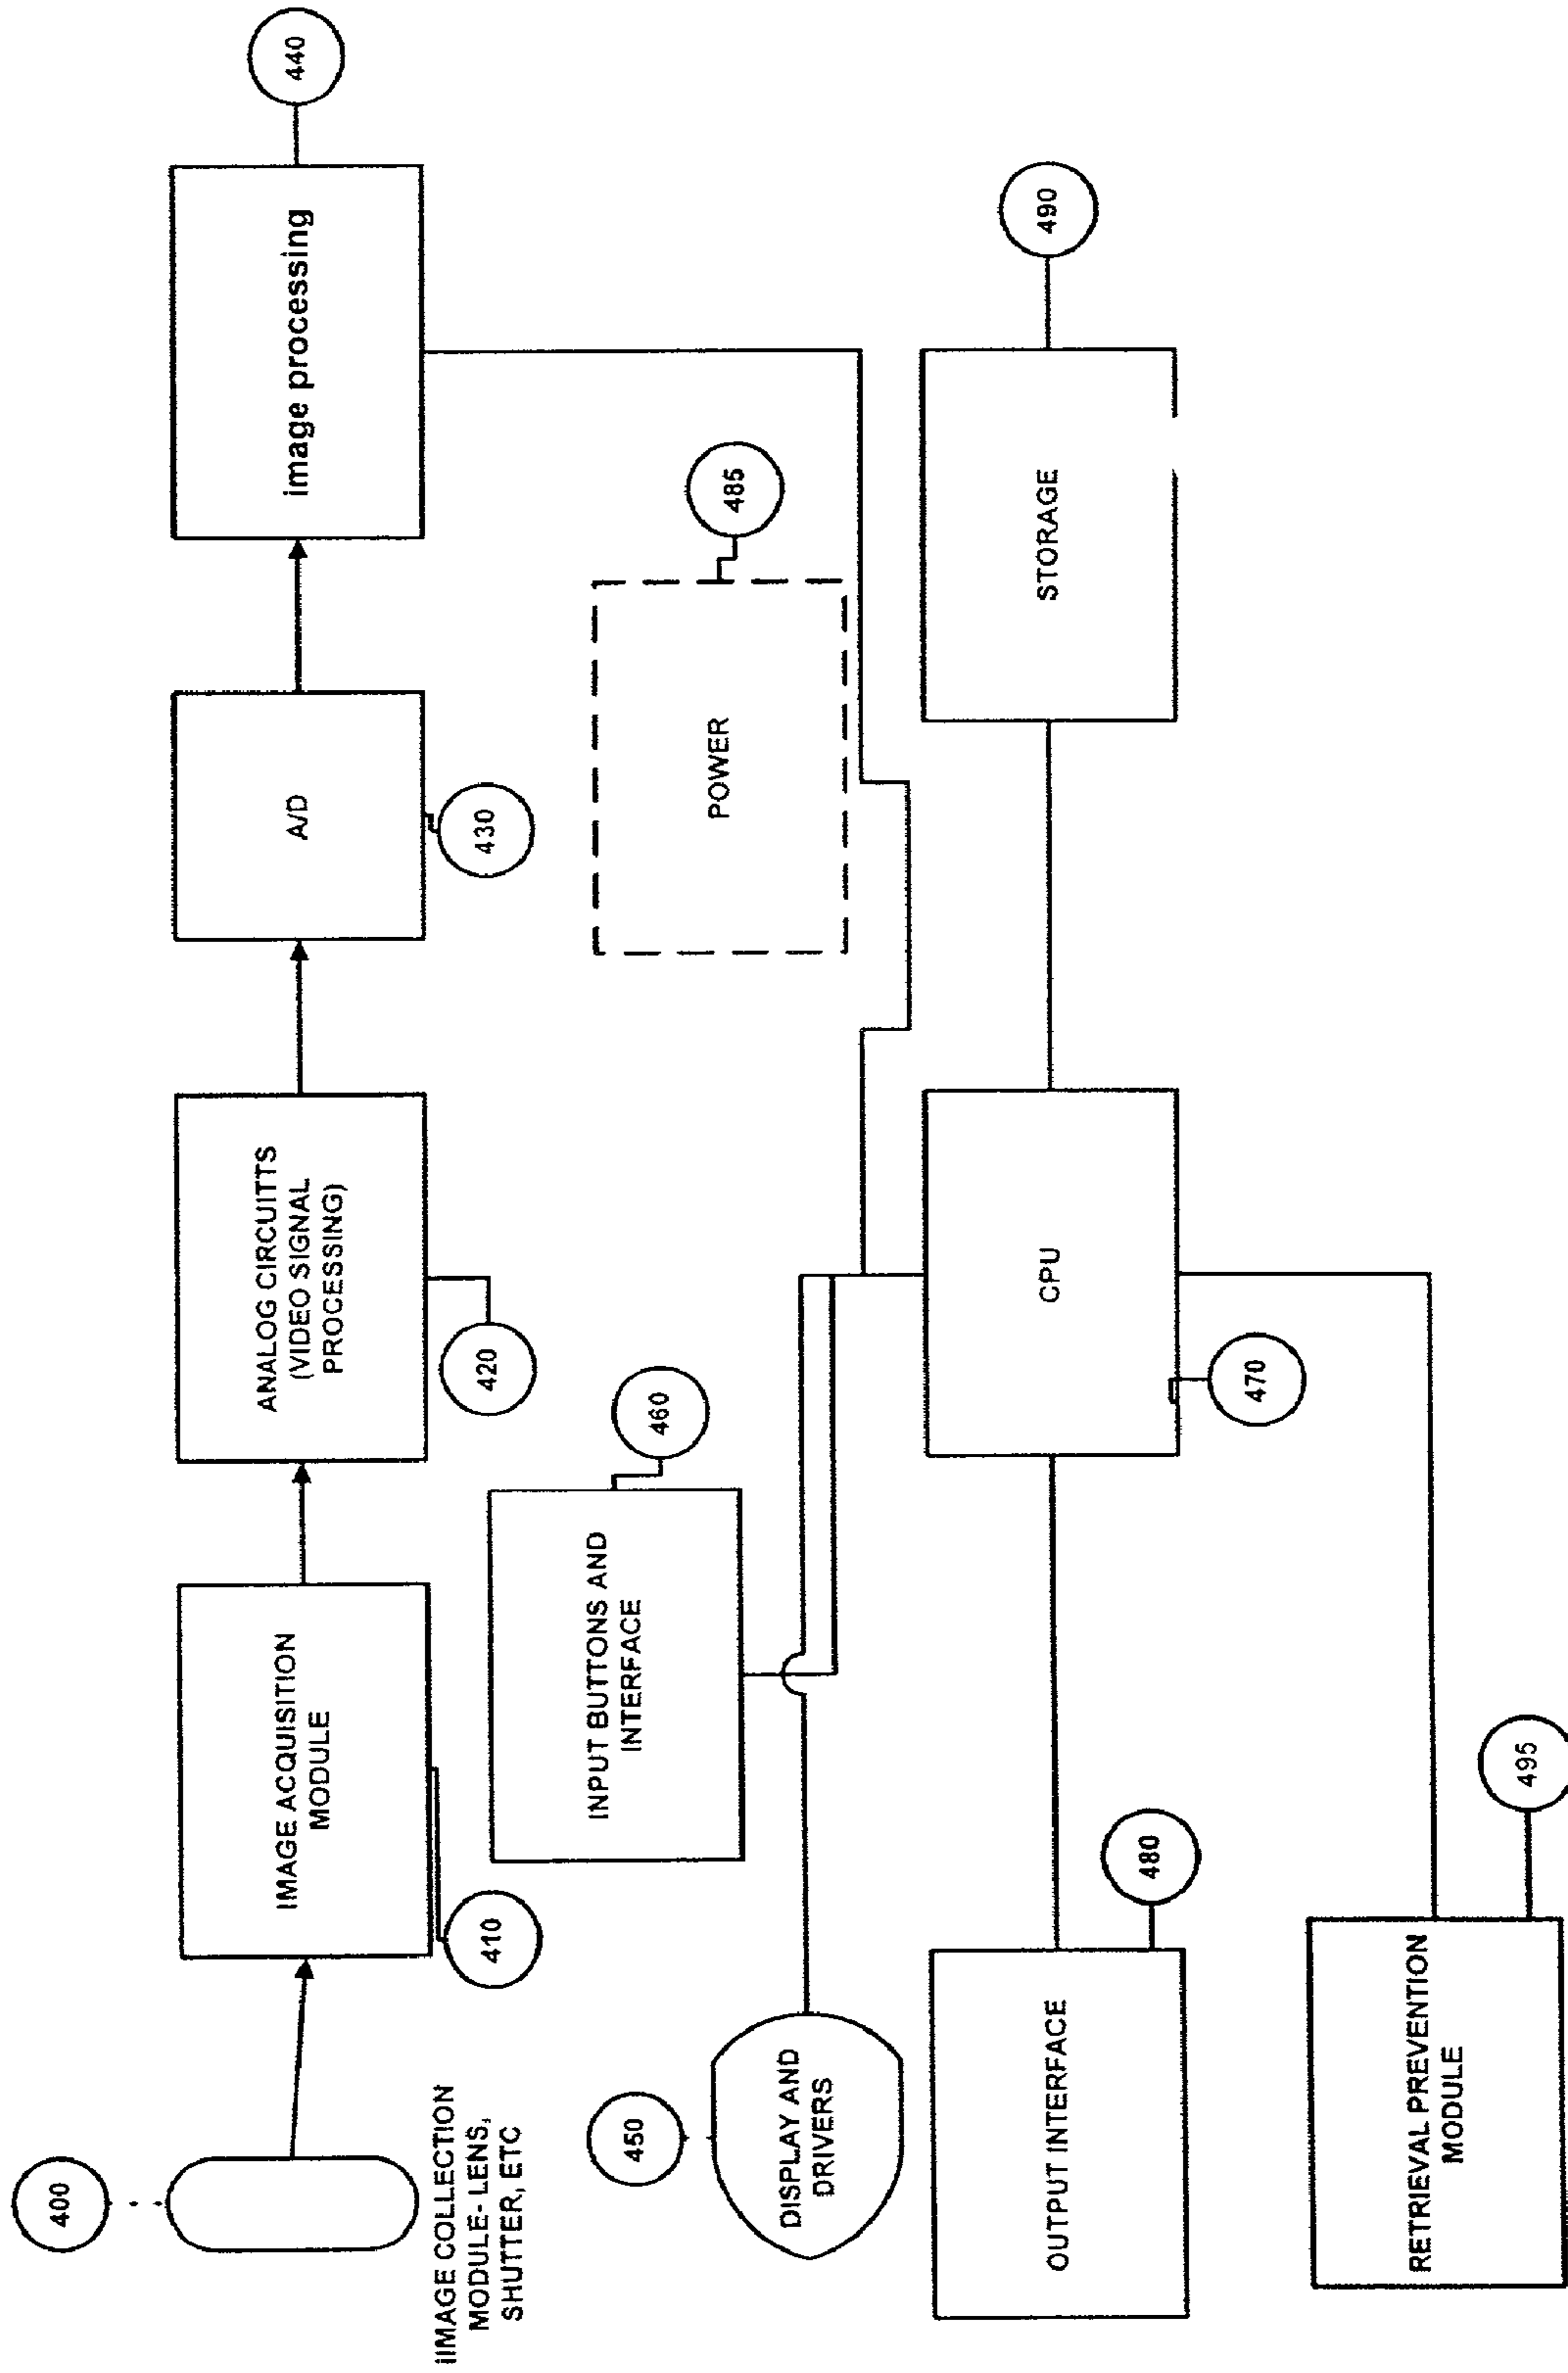 400
IIMAGE COLLECTION
MODULE- LENS,
SHUTTER, ETC
IMAGE ACQUISITION
MODULE
410
ANALOG CIRCUITTS
(VIDEO SIGNAL
PROCESSING)
420
A/D
430
image processing
440
450
DISPLAY AND
DRIVERS
INPUT BUTTONS AND
INTERFACE
460
POWER
485
OUTPUT INTERFACE
480
CPU
470
STORAGE
490
RETRIEVAL PREVENTION
MODULE
495